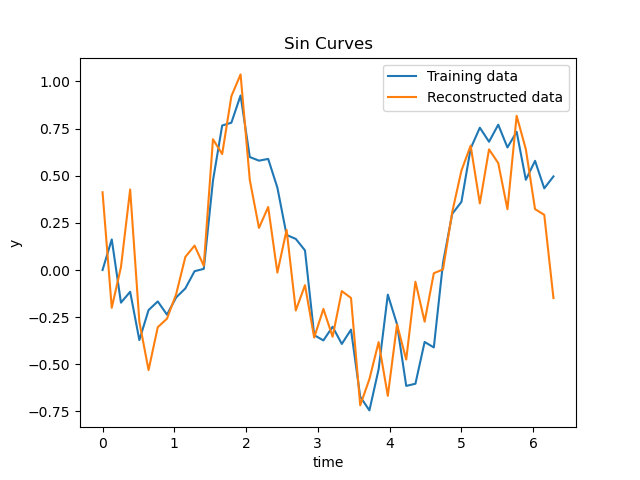 Sin Curves
Training data
Reconstructed data
1.00
0.75
0.50
0.25
0.00
−0.25
−0.50
−0.75
y
0 1 2 3 4 5 6
time